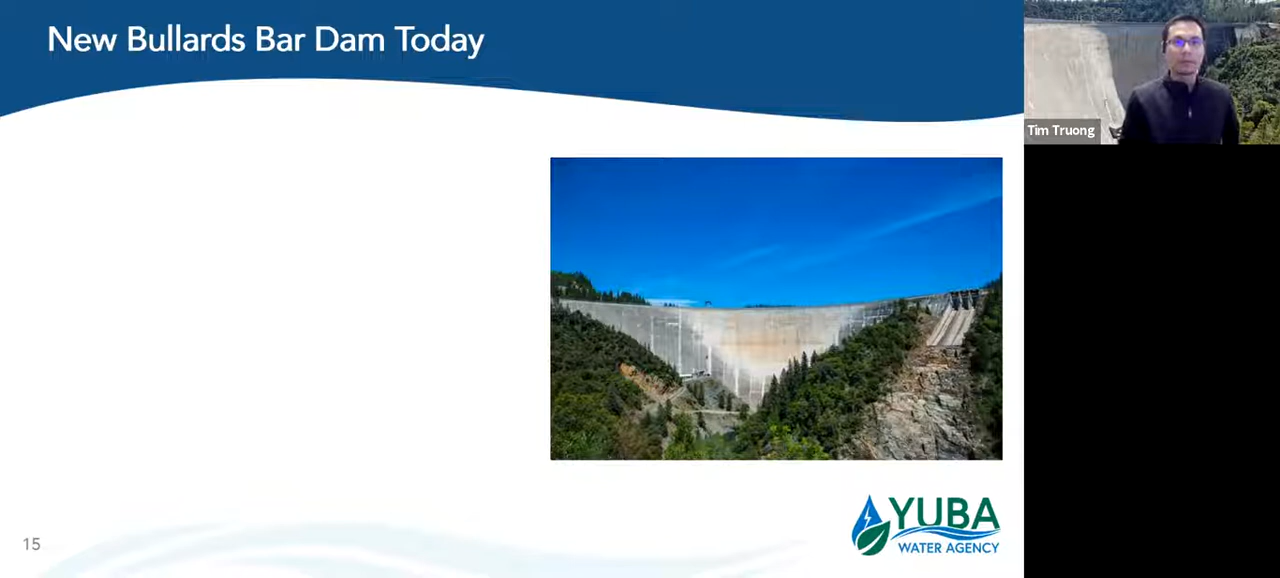 New Bullards Bar Dam Today
Tim Truong
YUBA
WATER AGENCY
15